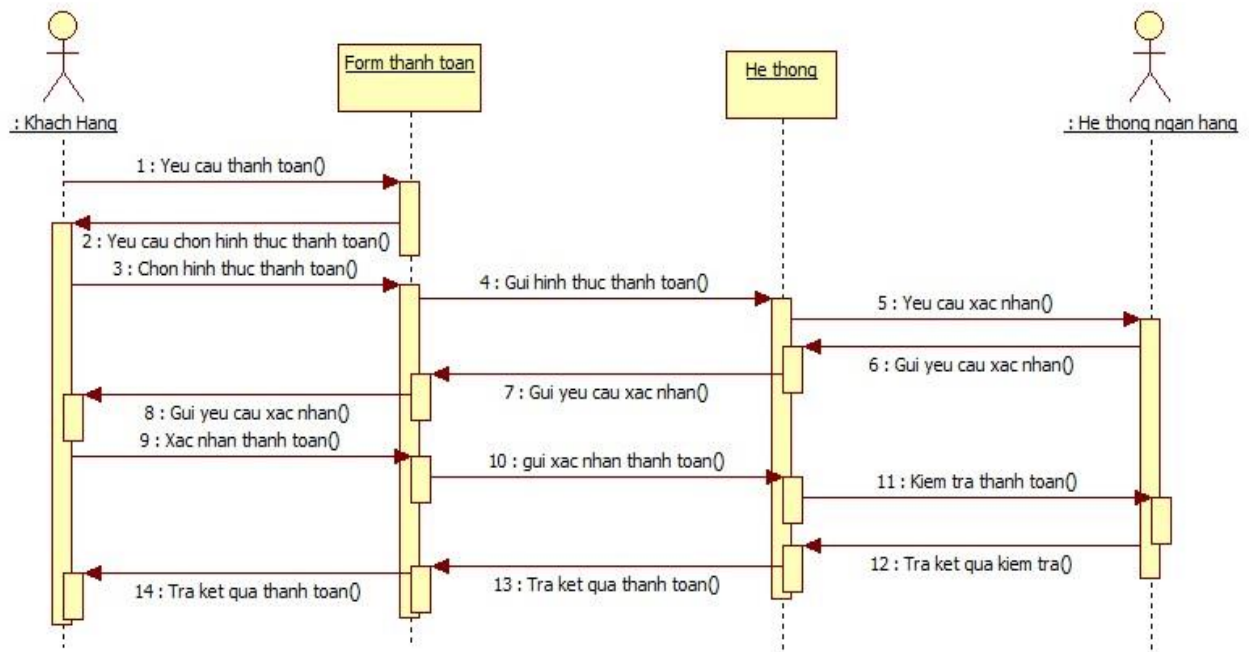 Form thanh toan
He thong
: Khach Hang
: He thong ngan hang
1 : Yeu cau thanh toan()
2 : Yeu cau chon hinh thuc thanh toan()
3 : Chon hinh thuc thanh toan()
4 : Gui hinh thuc thanh toan()
5 : Yeu cau xac nhan()
6 : Gui yeu cau xac nhan()
7 : Gui yeu cau xac nhan()
8 : Gui yeu cau xac nhan()
9 : Xac nhan thanh toan()
10 : gui xac nhan thanh toan()
11 : Kiem tra thanh toan()
12 : Tra ket qua kiem tra()
13 : Tra ket qua thanh toan()
14 : Tra ket qua thanh toan()